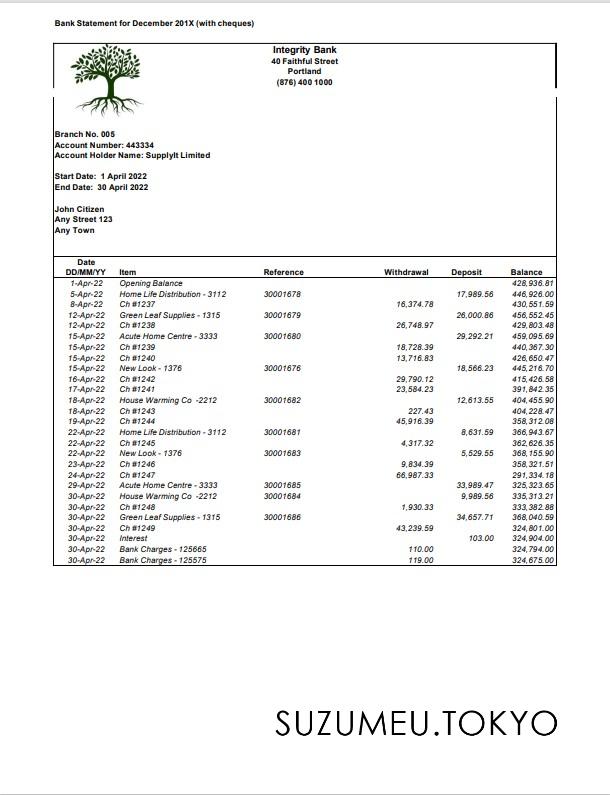 Bank Statement for December 201X (with cheques)
Integrity Bank
40 Faithful Street
Portland
(876) 400 1000
Branch No. 005
Account Number: 443334
Account Holder Name: SupplyIt Limited
Start Date: 1 April 2022
End Date: 30 April 2022
John Citizen
Any Street 123
Any Town
Date
DD/MM/YY Item Reference Withdrawal Deposit Balance
1-Apr-22 Opening Balance 428,936.81
5-Apr-22 Home Life Distribution - 3112 30001678 17,989.56 446,926.00
8-Apr-22 Ch #1237 16,374.78 430,551.59
12-Apr-22 Green Leaf Supplies - 1315 30001679 26,000.86 456,552.45
12-Apr-22 Ch #1238 26,748.97 429,803.48
15-Apr-22 Acute Home Centre - 3333 30001680 29,292.21 459,095.69
15-Apr-22 Ch #1239 18,728.39 440,367.30
15-Apr-22 Ch #1240 13,716.83 426,650.47
15-Apr-22 New Look - 1376 30001676 18,566.23 445,216.70
16-Apr-22 Ch #1242 29,790.12 415,426.58
17-Apr-22 Ch #1241 23,584.23 391,842.35
18-Apr-22 House Warming Co -2212 30001682 12,613.55 404,455.90
18-Apr-22 Ch #1243 227.43 404,228.47
19-Apr-22 Ch #1244 45,916.39 358,312.08
22-Apr-22 Home Life Distribution - 3112 30001681 8,631.59 366,943.67
22-Apr-22 Ch #1245 4,317.32 362,626.35
22-Apr-22 New Look - 1376 30001683 5,529.55 368,155.90
23-Apr-22 Ch #1246 9,834.39 358,321.51
24-Apr-22 Ch #1247 66,987.33 291,334.18
29-Apr-22 Acute Home Centre - 3333 30001685 33,989.47 325,323.65
30-Apr-22 House Warming Co -2212 30001684 9,989.56 335,313.21
30-Apr-22 Ch #1248 1,930.33 333,382.88
30-Apr-22 Green Leaf Supplies - 1315 30001686 34,657.71 368,040.59
30-Apr-22 Ch #1249 43,239.59 324,801.00
30-Apr-22 Interest 103.00 324,904.00
30-Apr-22 Bank Charges - 125665 110.00 324,794.00
30-Apr-22 Bank Charges - 125575 119.00 324,675.00
SUZUMEU.TOKYO